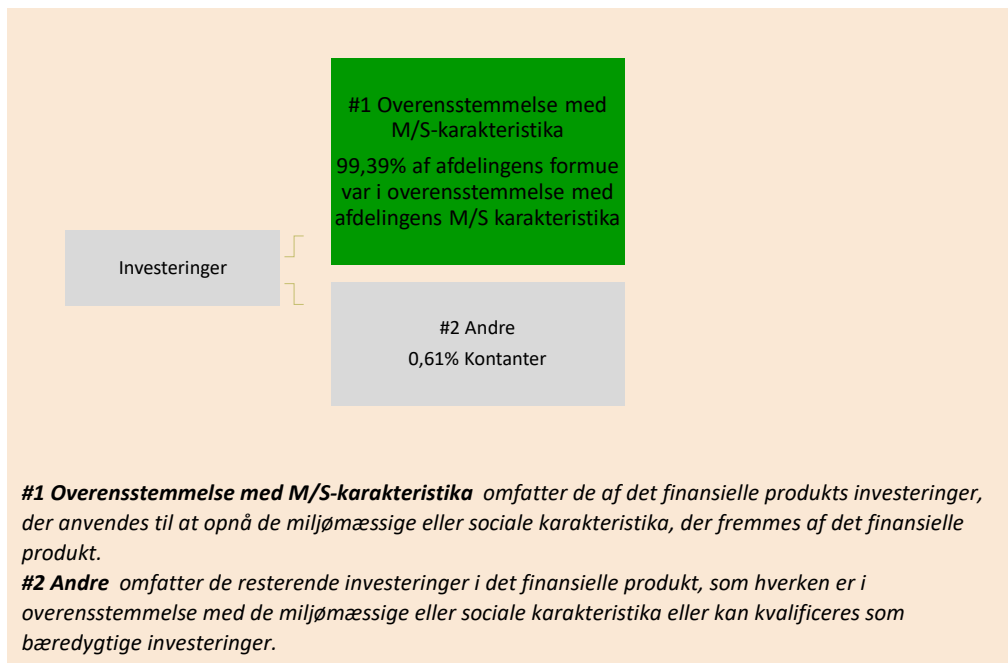 #1 Overensstemmelse med
M/S-karakteristika
99,39% af afdelingens formue
var i overensstemmelse med
afdelingens M/S karakteristika
Investeringer
#2 Andre
0,61% Kontanter
#1 Overensstemmelse med M/S-karakteristika omfatter de af det finansielle produkts investeringer,
der anvendes til at opnå de miljømæssige eller sociale karakteristika, der fremmes af det finansielle
produkt.
#2 Andre omfatter de resterende investeringer i det finansielle produkt, som hverken er i
overensstemmelse med de miljømæssige eller sociale karakteristika eller kan kvalificeres som
bæredygtige investeringer.